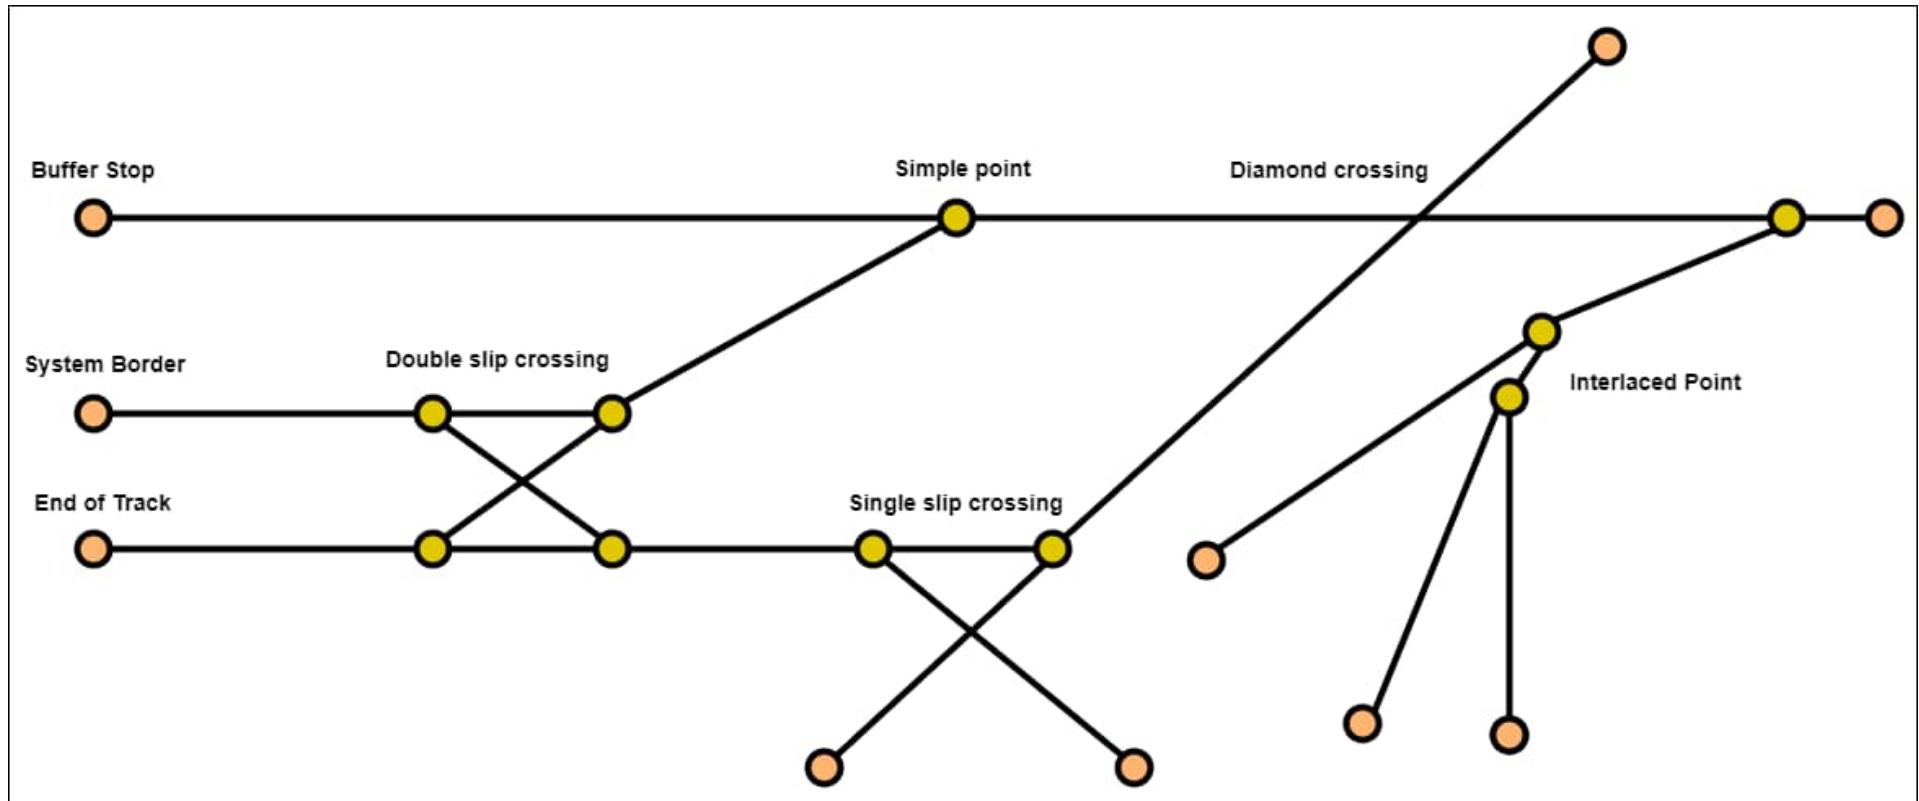 Buffer Stop
Simple point
Diamond crossing
System Border
Double slip crossing
Interlaced Point
End of Track
Single slip crossing